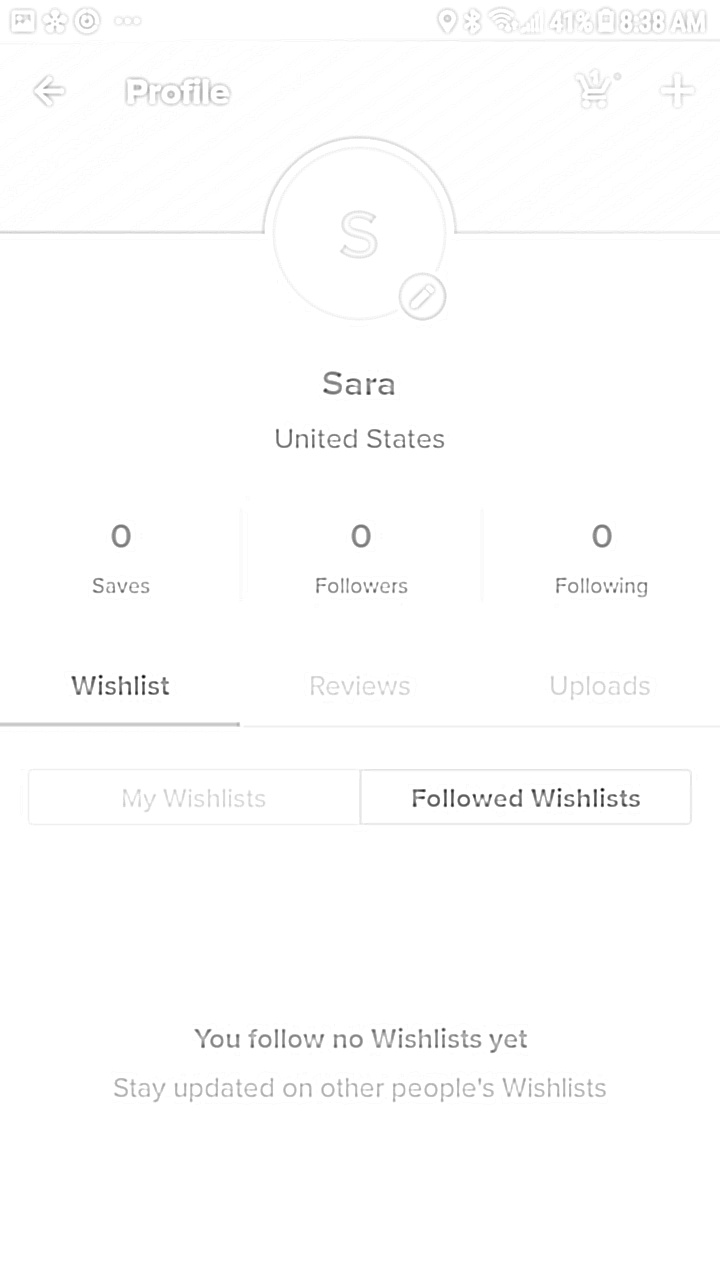 41% 8:38 AM
Profile
S
Sara
United States
0 0 0
Saves Followers Following
Wishlist Reviews Uploads
My Wishlists Followed Wishlists
You follow no Wishlists yet
Stay updated on other people's Wishlists